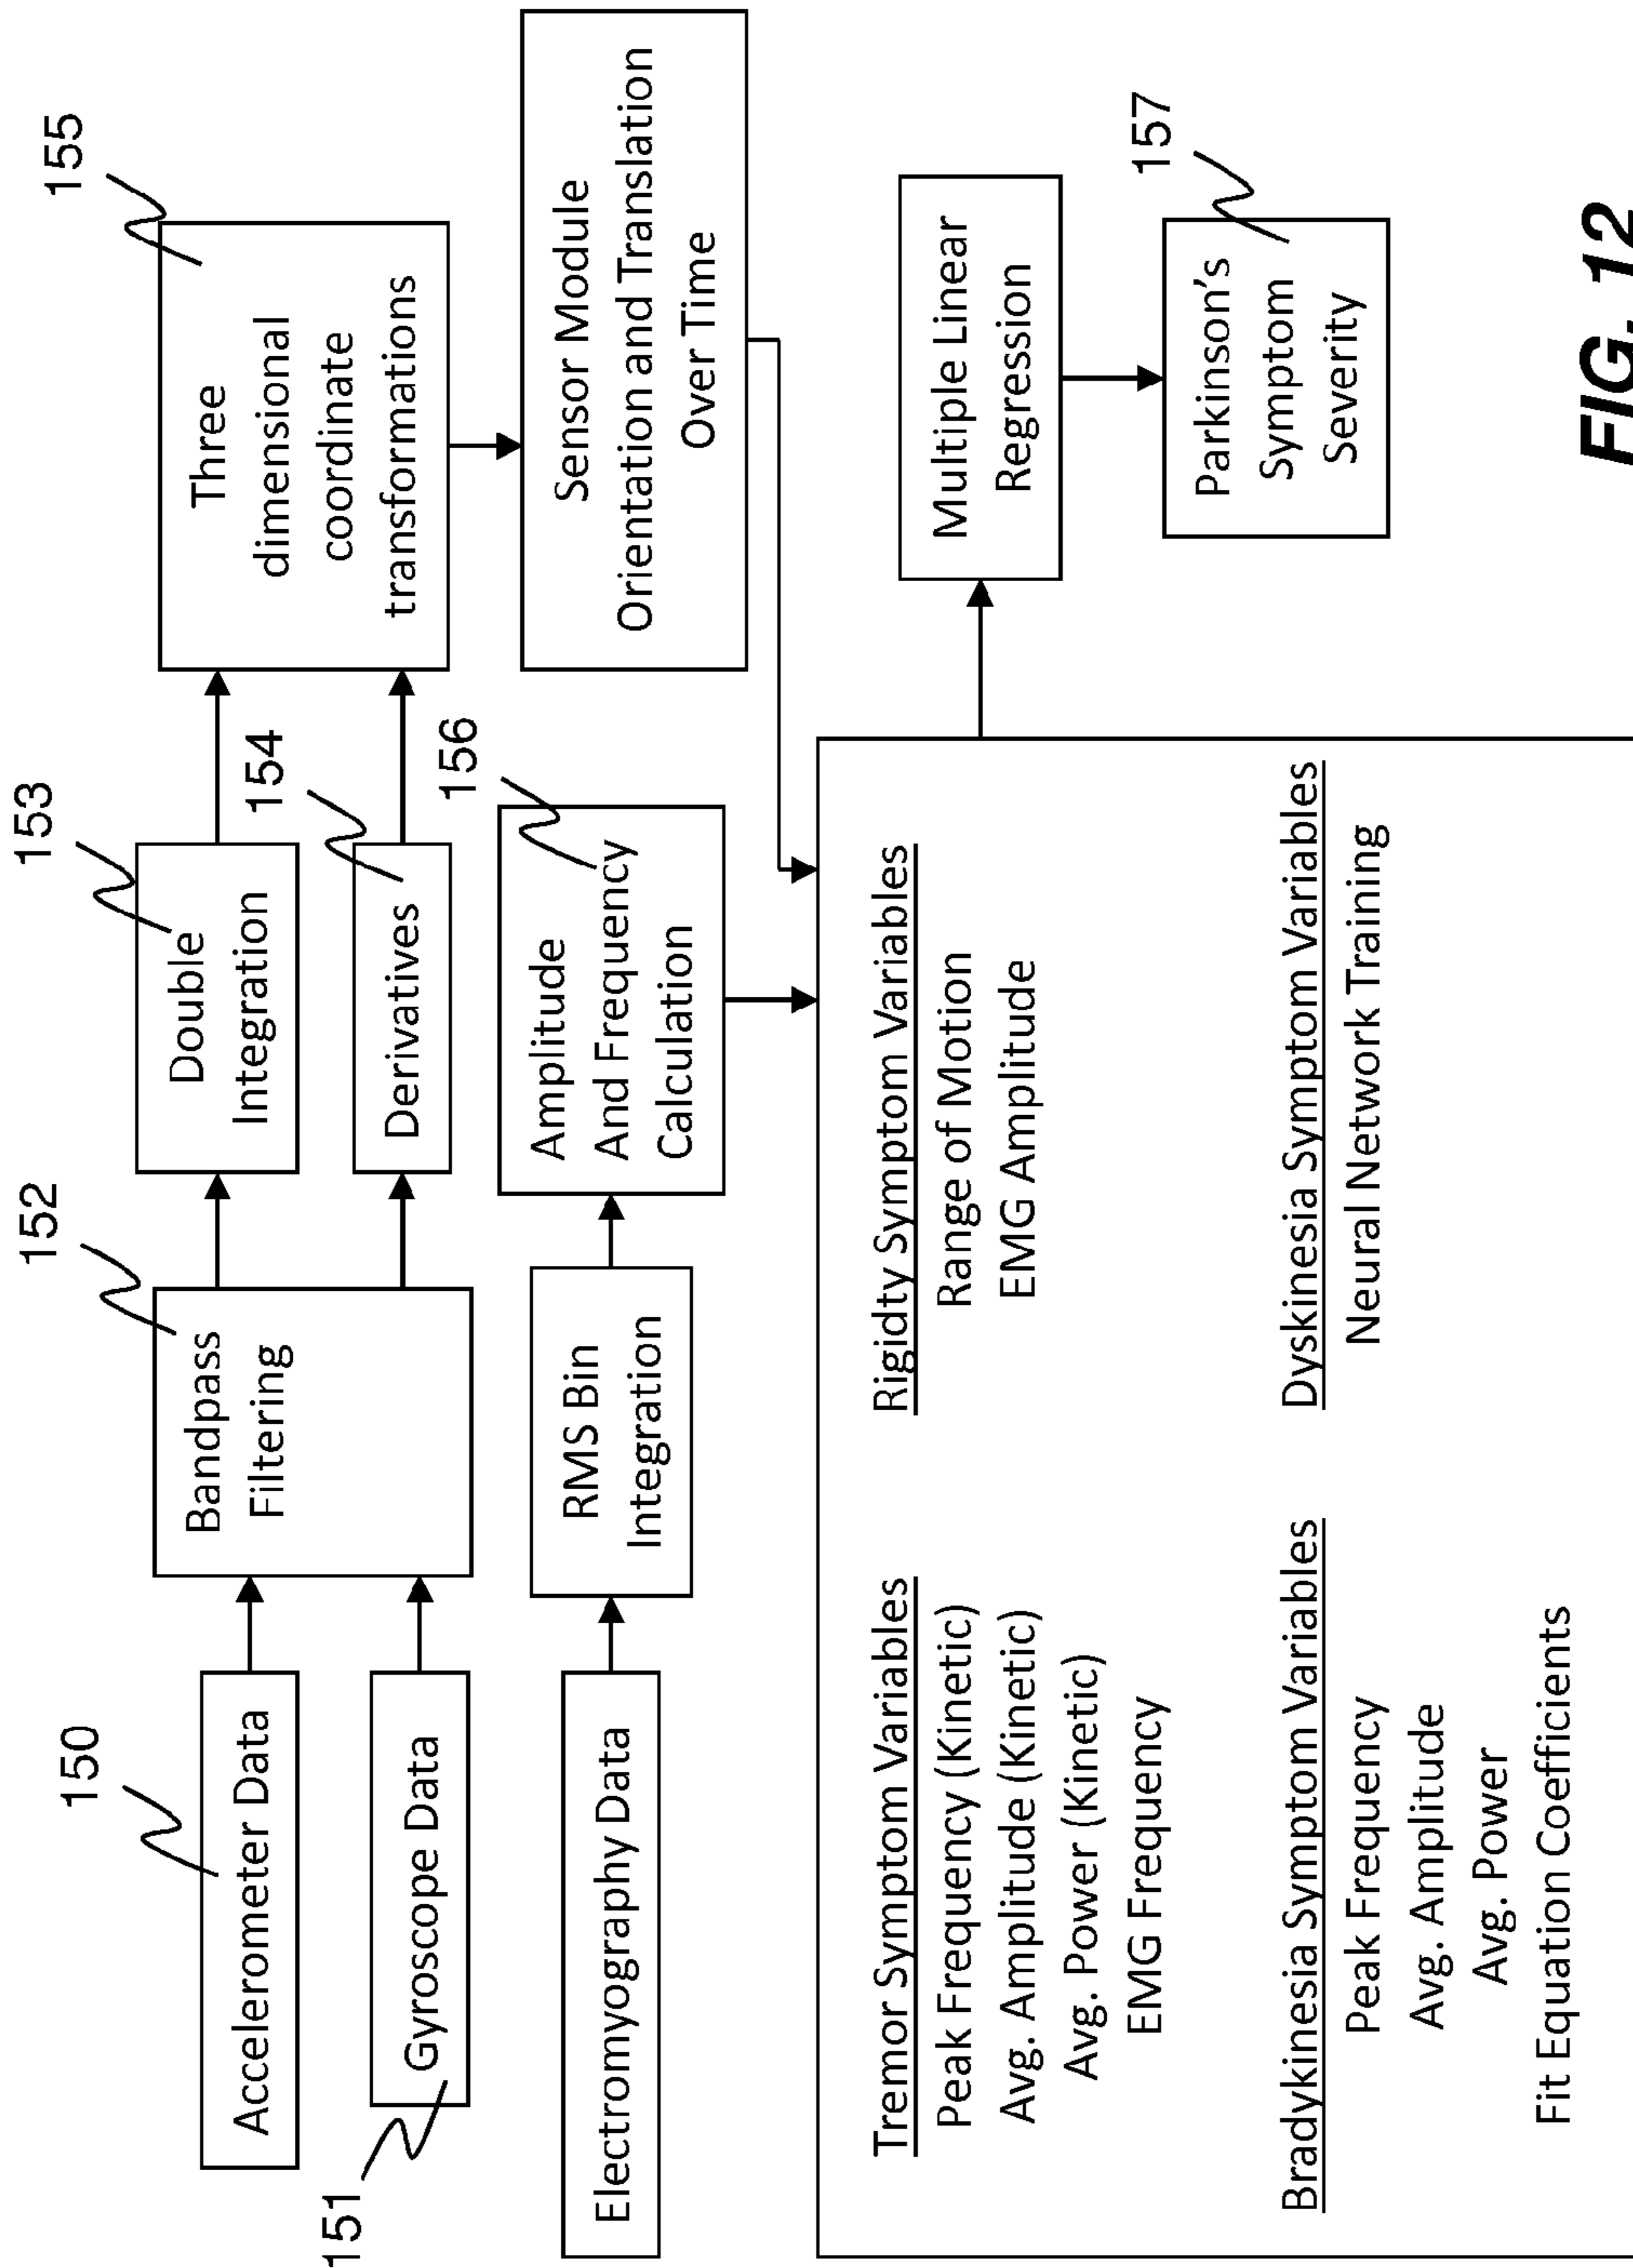 150
Accelerometer Data
151
Gyroscope Data
Electromyography Data
152
Bandpass
Filtering
RMS Bin
Integration
153
Double
Integration
154
Derivatives
156
Amplitude
And Frequency
Calculation
155
Three
dimensional
coordinate
transformations
Sensor Module
Orientation and Translation
Over Time
Tremor Symptom Variables
Peak Frequency (Kinetic)
Avg. Amplitude (Kinetic)
Avg. Power (Kinetic)
EMG Frequency
Rigidty Symptom Variables
Range of Motion
EMG Amplitude
Bradykinesia Symptom Variables
Peak Frequency
Avg. Amplitude
Avg. Power
Fit Equation Coefficients
Dyskinesia Symptom Variables
Neural Network Training
Multiple Linear
Regression
157
Parkinson's
Symptom
Severity
FIG. 12